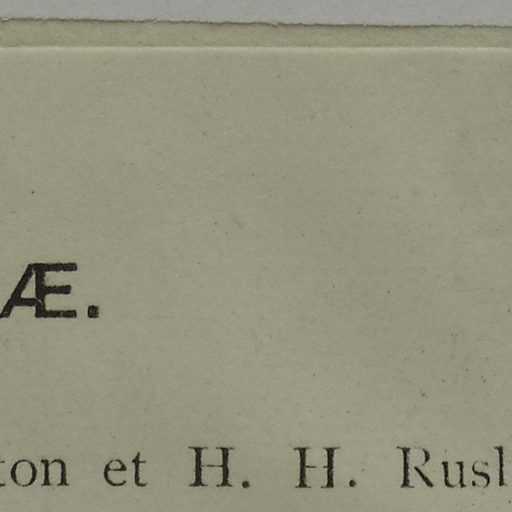 Æ.
ton et H. H. Rusl